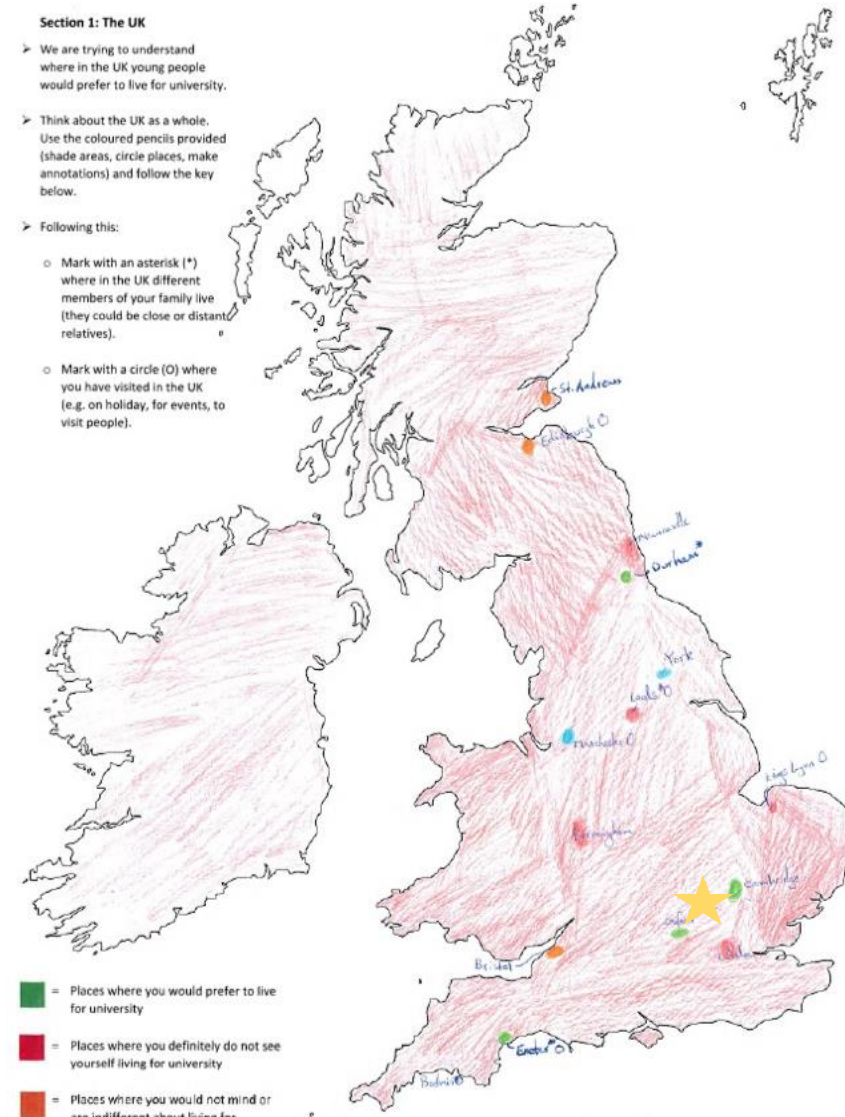 Section 1: The UK
➤ We are trying to understand
where in the UK young people
would prefer to live for university.
➤ Think about the UK as a whole.
Use the coloured pencils provided
(shade areas, circle places, make
annotations) and follow the key
below.
➤ Following this:
o Mark with an asterisk (*)
where in the UK different
members of your family live
(they could be close or distant
relatives).
o Mark with a circle (O) where
you have visited in the UK
(e.g. on holiday, for events, to
visit people).
St. Andrews
Edinburgh O
Newcastle
Durham*
York
Leeds*O
Manchester O
Kings Lynn O
Birmingham
Cambridge
Bristol
Exeter*O
= Places where you would prefer to live
for university
= Places where you definitely do not see
yourself living for university
= Places where you would not mind or
are indifferent about living for